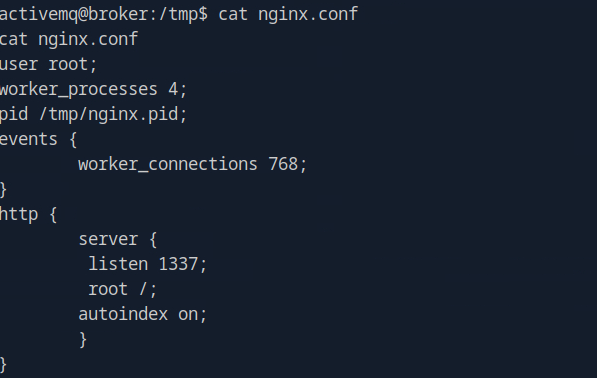 activemq@broker:/tmp$ cat nginx.conf
cat nginx.conf
user root;
worker_processes 4;
pid /tmp/nginx.pid;
events {
worker_connections 768;
}
http {
server {
listen 1337;
root /;
autoindex on;
}
}